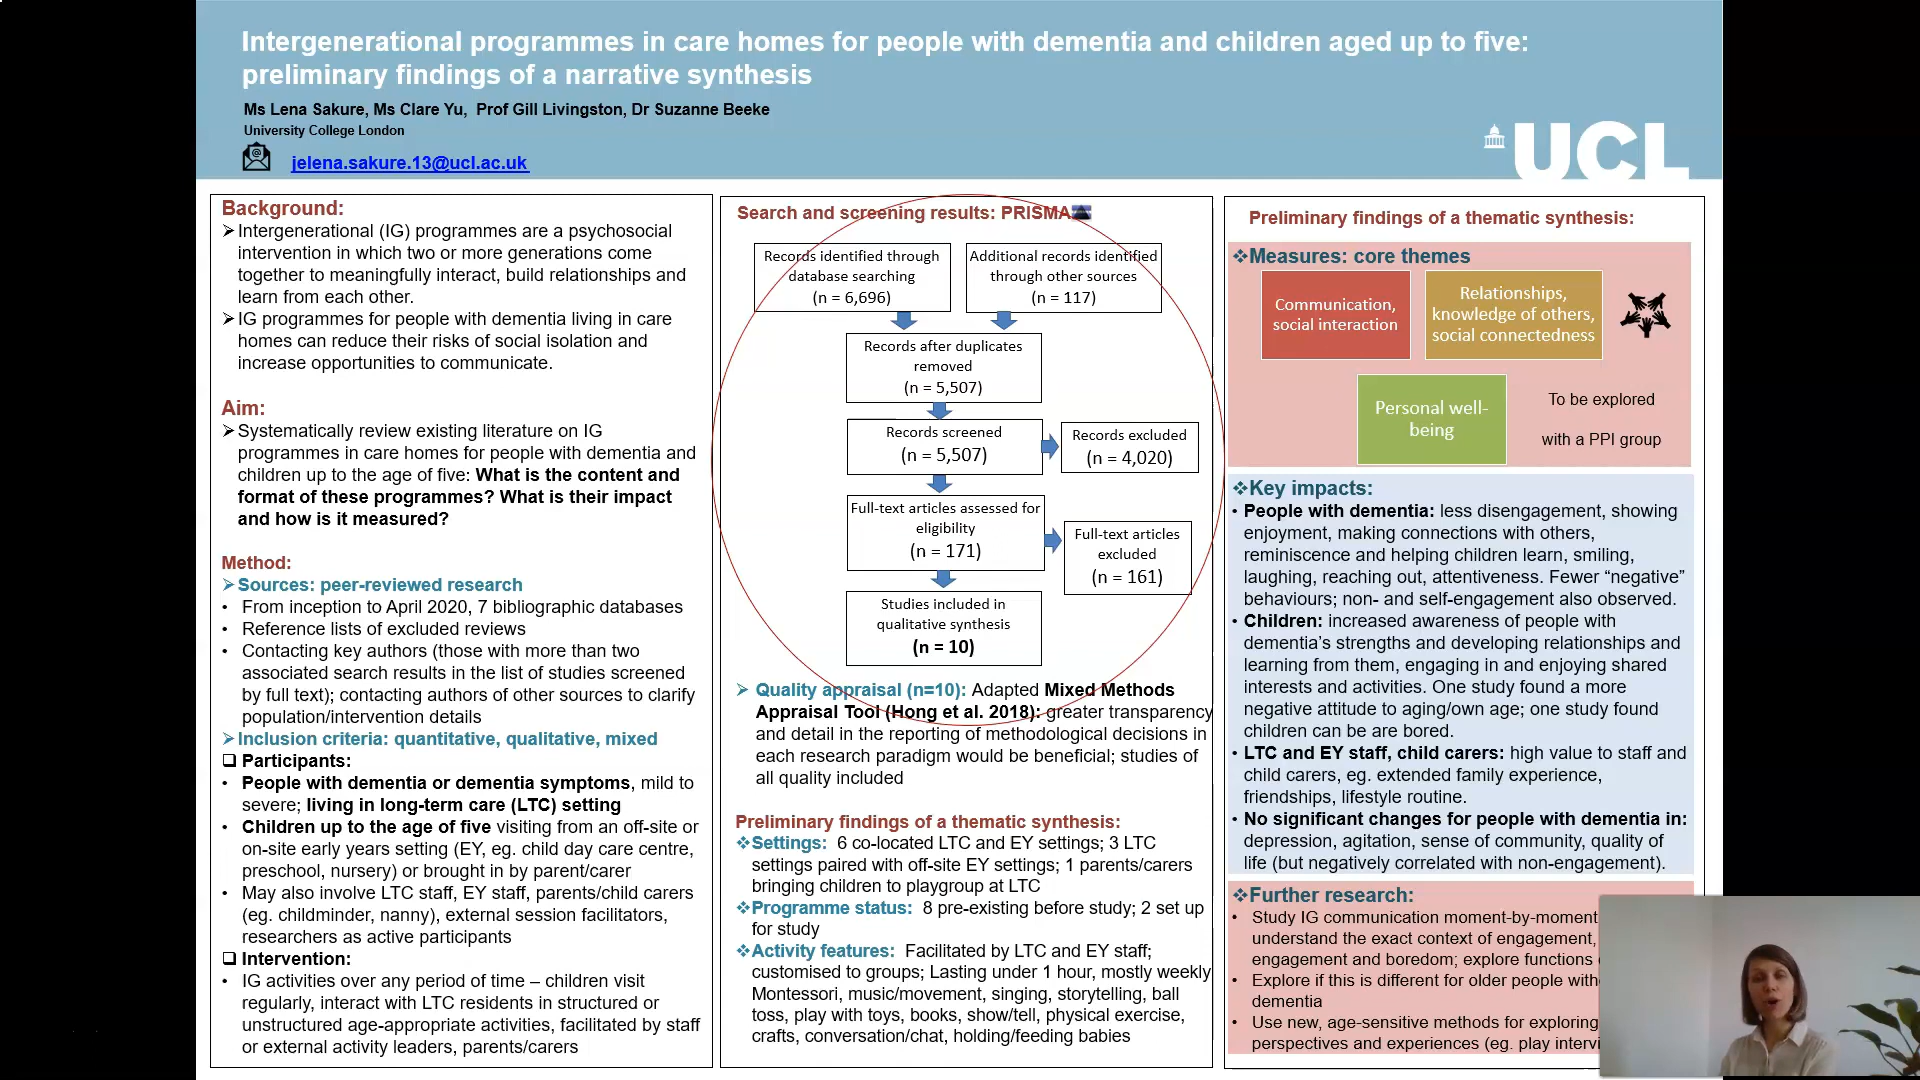 Intergenerational programmes in care homes for people with dementia and children aged up to five:
preliminary findings of a narrative synthesis
Ms Lena Sakure, Ms Clare Yu, Prof Gill Livingston, Dr Suzanne Beeke
University College London
jelena.sakure.13@ucl.ac.uk
UCL
Background:
Intergenerational (IG) programmes are a psychosocial
intervention in which two or more generations come
together to meaningfully interact, build relationships and
learn from each other.
IG programmes for people with dementia living in care
homes can reduce their risks of social isolation and
increase opportunities to communicate.
Aim:
Systematically review existing literature on IG
programmes in care homes for people with dementia and
children up to the age of five: What is the content and
format of these programmes? What is their impact
and how is it measured?
Method:
Sources: peer-reviewed research
• From inception to April 2020, 7 bibliographic databases
• Reference lists of excluded reviews
• Contacting key authors (those with more than two
associated search results in the list of studies screened
by full text); contacting authors of other sources to clarify
population/intervention details
Inclusion criteria: quantitative, qualitative, mixed
Participants:
• People with dementia or dementia symptoms, mild to
severe; living in long-term care (LTC) setting
• Children up to the age of five visiting from an off-site or
on-site early years setting (EY, eg. child day care centre,
preschool, nursery) or brought in by parent/carer
• May also involve LTC staff, EY staff, parents/child carers
(eg. childminder, nanny), external session facilitators,
researchers as active participants
Intervention:
• IG activities over any period of time – children visit
regularly, interact with LTC residents in structured or
unstructured age-appropriate activities, facilitated by staff
or external activity leaders, parents/carers
Search and screening results: PRISMA
Records identified through
database searching
(n = 6,696)
Additional records identified
through other sources
(n = 117)
Records after duplicates
removed
(n = 5,507)
Records screened
(n = 5,507)
Records excluded
(n = 4,020)
Full-text articles assessed for
eligibility
(n = 171)
Full-text articles
excluded
(n = 161)
Studies included in
qualitative synthesis
(n = 10)
Quality appraisal (n=10): Adapted Mixed Methods
Appraisal Tool (Hong et al. 2018): greater transparency
and detail in the reporting of methodological decisions in
each research paradigm would be beneficial; studies of
all quality included
Preliminary findings of a thematic synthesis:
Settings: 6 co-located LTC and EY settings; 3 LTC
settings paired with off-site EY settings; 1 parents/carers
bringing children to playgroup at LTC
Programme status: 8 pre-existing before study; 2 set up
for study
Activity features: Facilitated by LTC and EY staff;
customised to groups; Lasting under 1 hour, mostly weekly
Montessori, music/movement, singing, storytelling, ball
toss, play with toys, books, show/tell, physical exercise,
crafts, conversation/chat, holding/feeding babies
Preliminary findings of a thematic synthesis:
Measures: core themes
Communication,
social interaction
Relationships,
knowledge of others,
social connectedness
Personal well-
being
To be explored
with a PPI group
Key impacts:
• People with dementia: less disengagement, showing
enjoyment, making connections with others,
reminiscence and helping children learn, smiling,
laughing, reaching out, attentiveness. Fewer “negative”
behaviours; non- and self-engagement also observed.
• Children: increased awareness of people with
dementia’s strengths and developing relationships and
learning from them, engaging in and enjoying shared
interests and activities. One study found a more
negative attitude to aging/own age; one study found
children can be are bored.
• LTC and EY staff, child carers: high value to staff and
child carers, eg. extended family experience,
friendships, lifestyle routine.
• No significant changes for people with dementia in:
depression, agitation, sense of community, quality of
life (but negatively correlated with non-engagement).
Further research:
• Study IG communication moment-by-moment
understand the exact context of engagement,
engagement and boredom; explore functions
• Explore if this is different for older people with
dementia
• Use new, age-sensitive methods for exploring
perspectives and experiences (eg. play